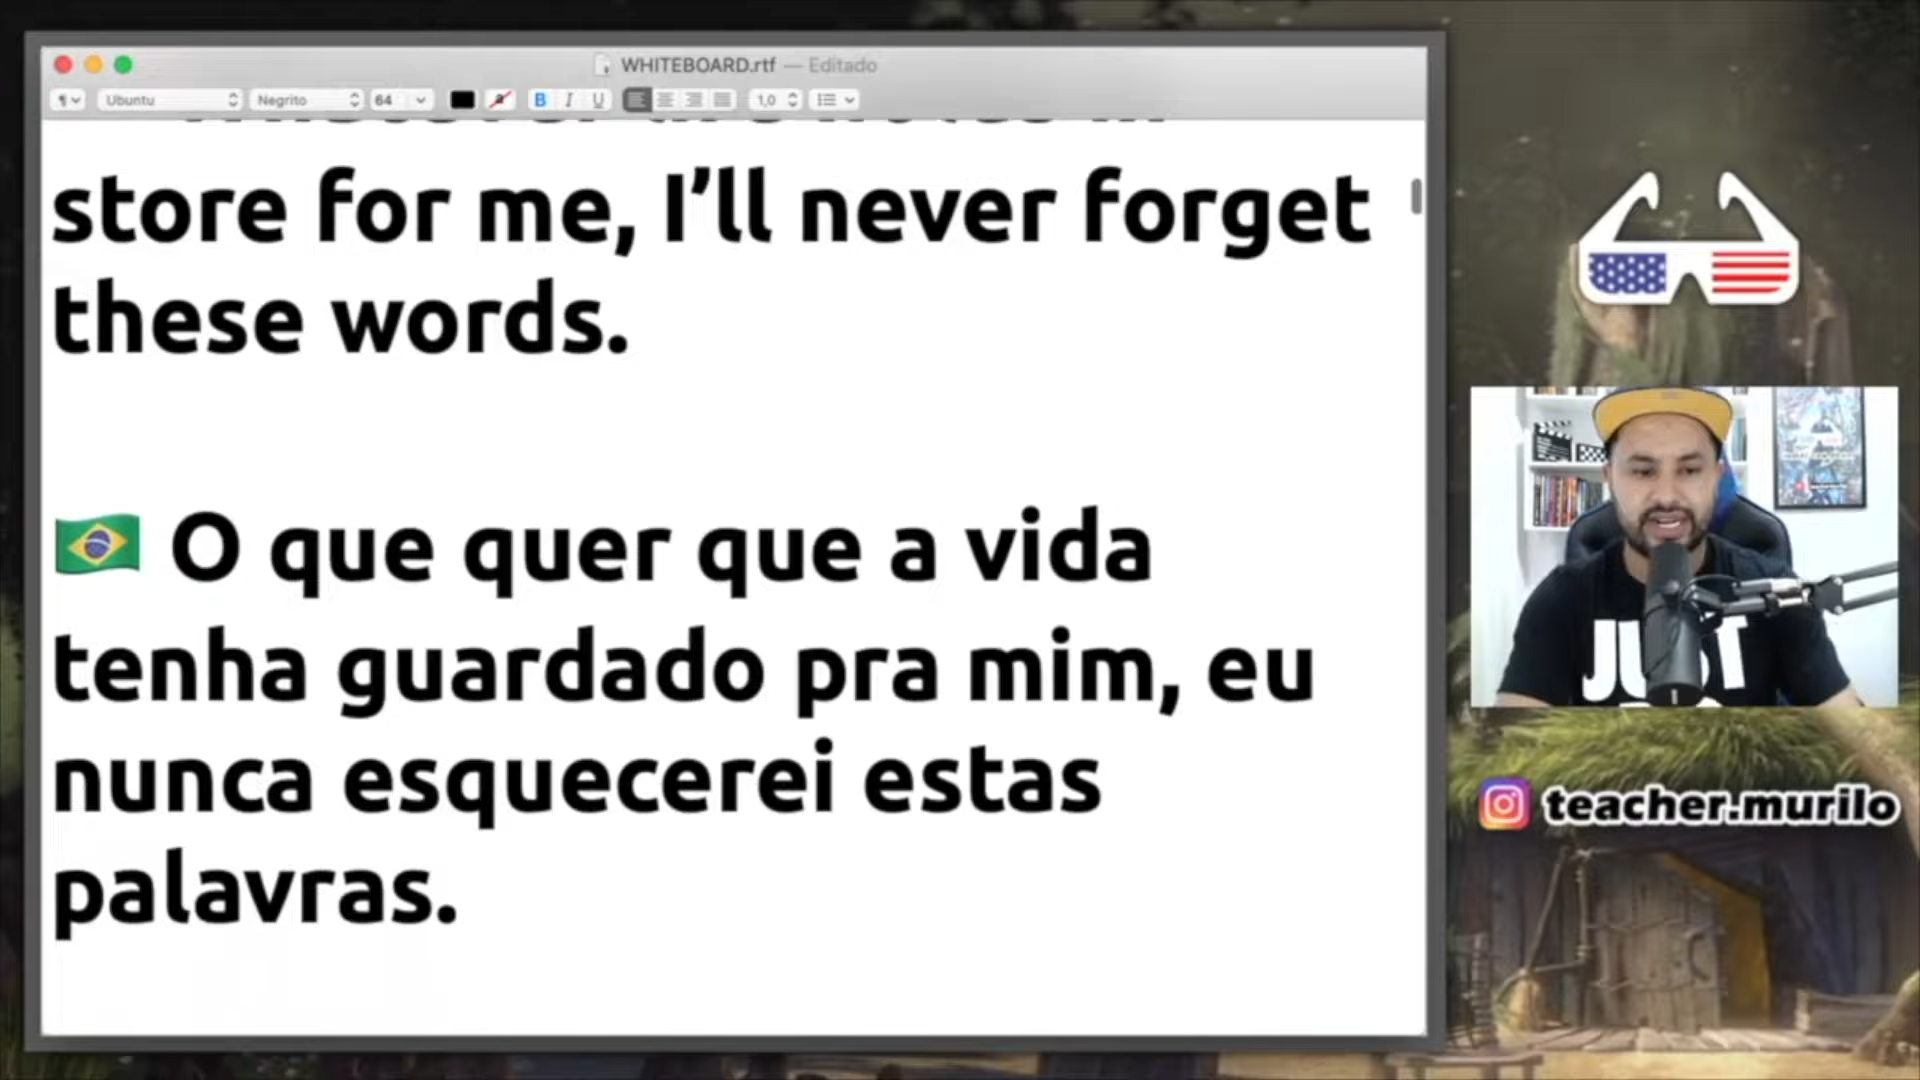 WHITEBOARD.rtf — Editado
Ubuntu Negrito 64 B I U 1,0
store for me, I’ll never forget
these words.
O que quer que a vida
tenha guardado pra mim, eu
nunca esquecerei estas
palavras.
JUST
teacher.murilo